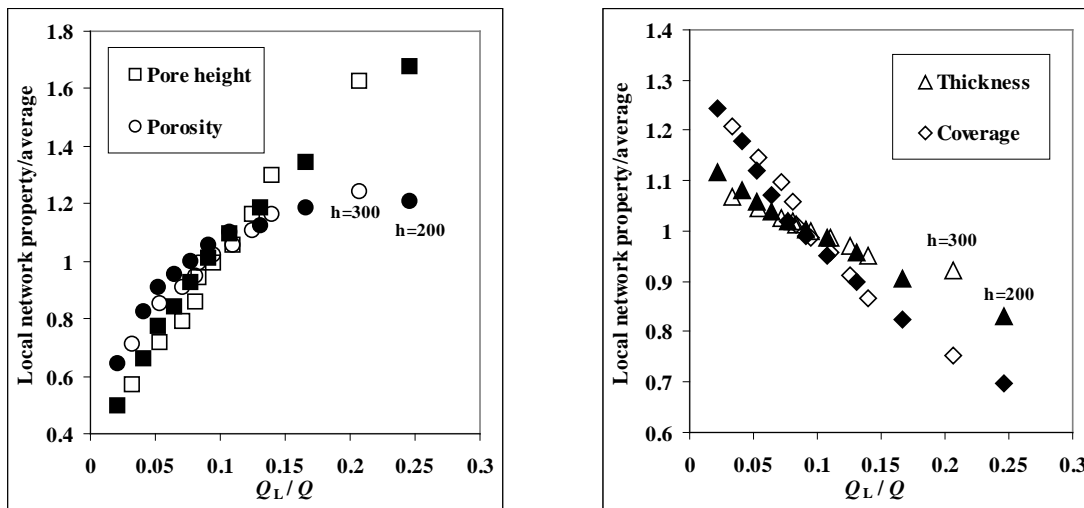 Local network property/average
1.8
1.6
1.4
1.2
1
0.8
0.6
0.4
Pore height
Porosity
h=300
h=200
0 0.05 0.1 0.15 0.2 0.25 0.3
QL / Q
Local network property/average
1.4
1.3
1.2
1.1
1
0.9
0.8
0.7
0.6
Thickness
Coverage
h=300
h=200
0 0.05 0.1 0.15 0.2 0.25 0.3
QL / Q